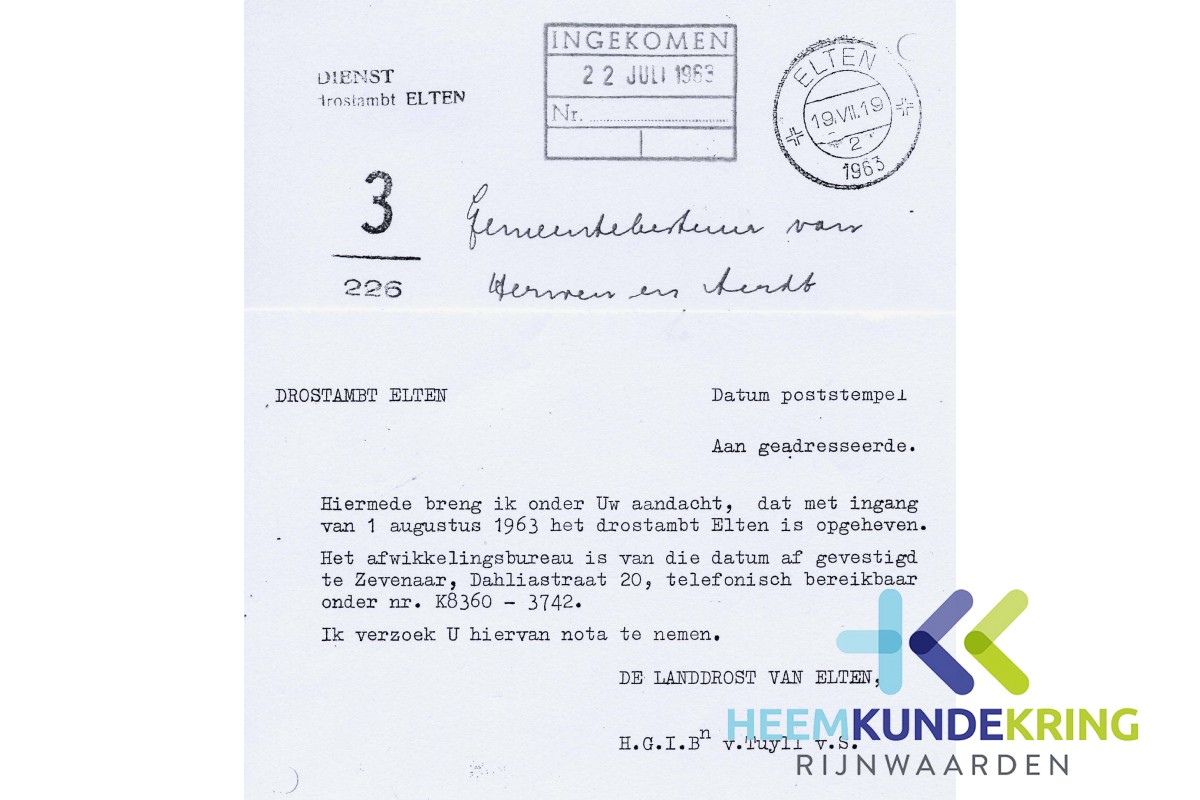 DIENST
drostambt ELTEN
INGEKOMEN
22 JULI 1963
Nr.
ELTEN
19.VII.19
2
1963
3
226
Gemeentebestuur van
Herwen en Aerdt
DROSTAMBT ELTEN
Datum poststempel
Aan geadresseerde.
Hiermede breng ik onder Uw aandacht, dat met ingang
van 1 augustus 1963 het drostambt Elten is opgeheven.
Het afwikkelingsbureau is van die datum af gevestigd
te Zevenaar, Dahliastraat 20, telefonisch bereikbaar
onder nr. K8360 - 3742.
Ik verzoek U hiervan nota te nemen.
DE LANDDROST VAN ELTEN,
H.G.I.Bn v.Tuyll v.S.
HEEMKUNDEKRING
RIJNWAARDEN